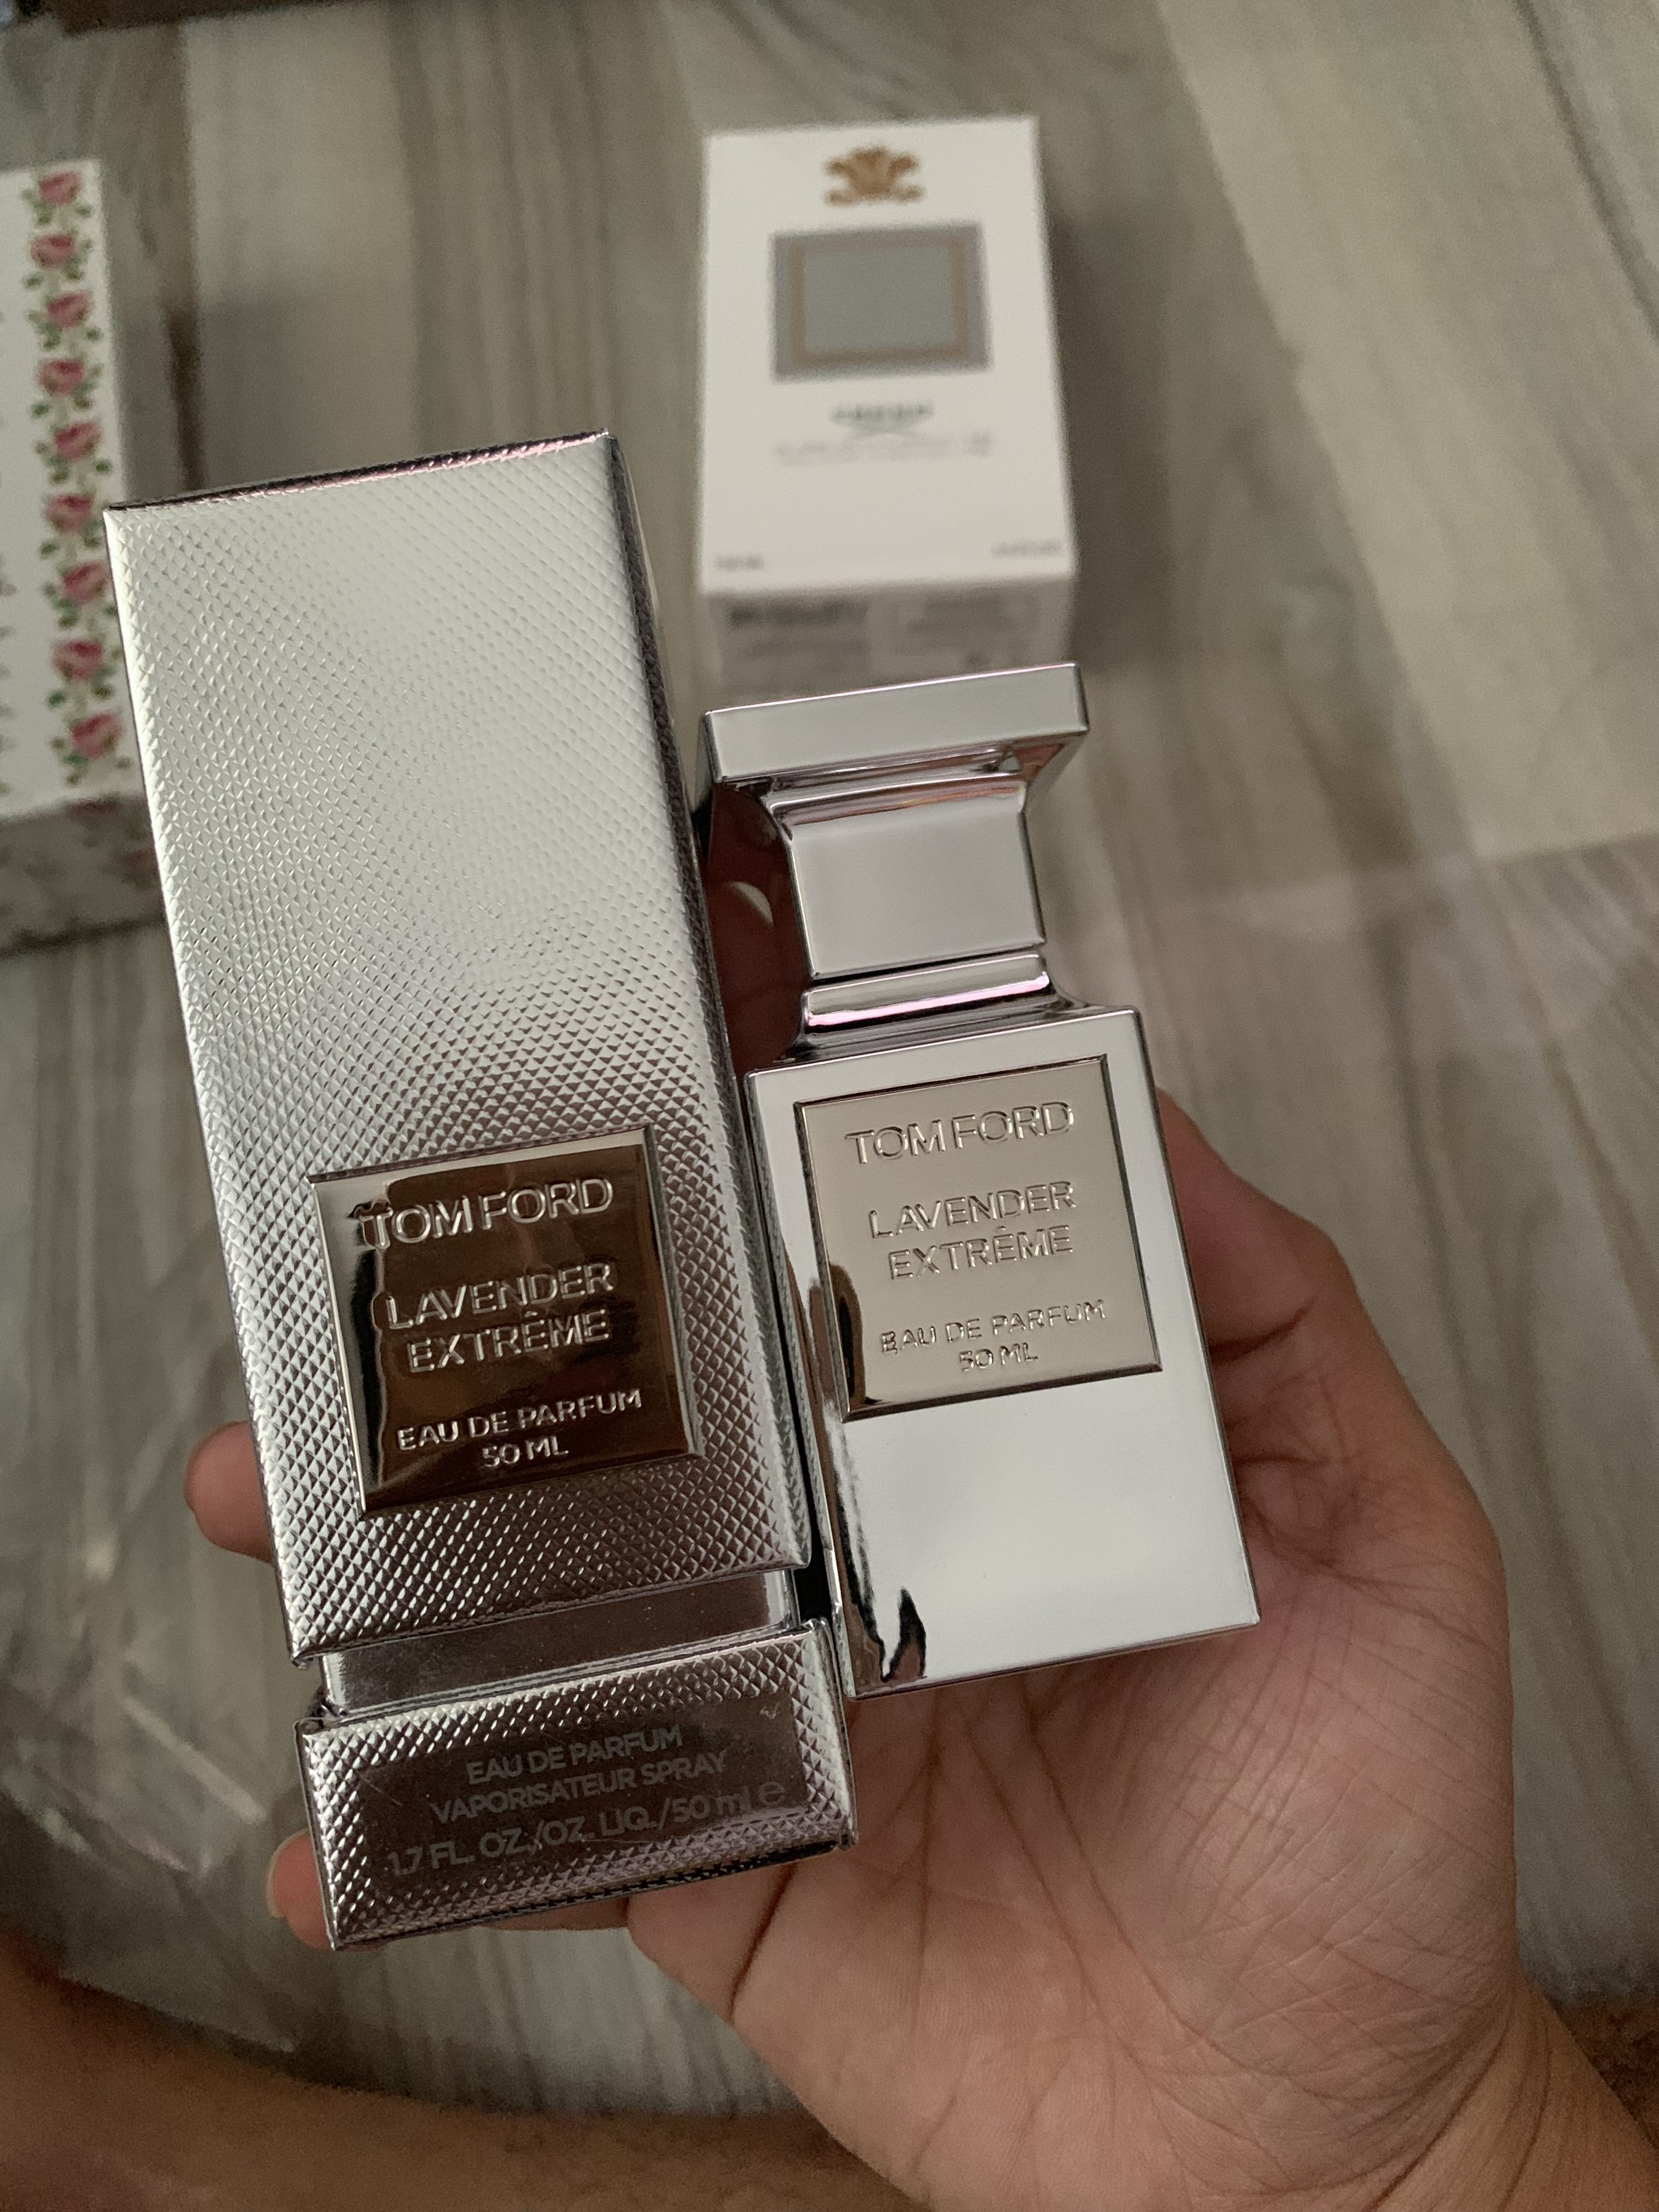 TOM FORD
LAVENDER
EXTRÊME
EAU DE PARFUM
50 ML
EAU DE PARFUM
VAPORISATEUR SPRAY
1.7 FL. OZ./OZ. LIQ./50 ml e
TOM FORD
LAVENDER
EXTRÊME
EAU DE PARFUM
50 ML